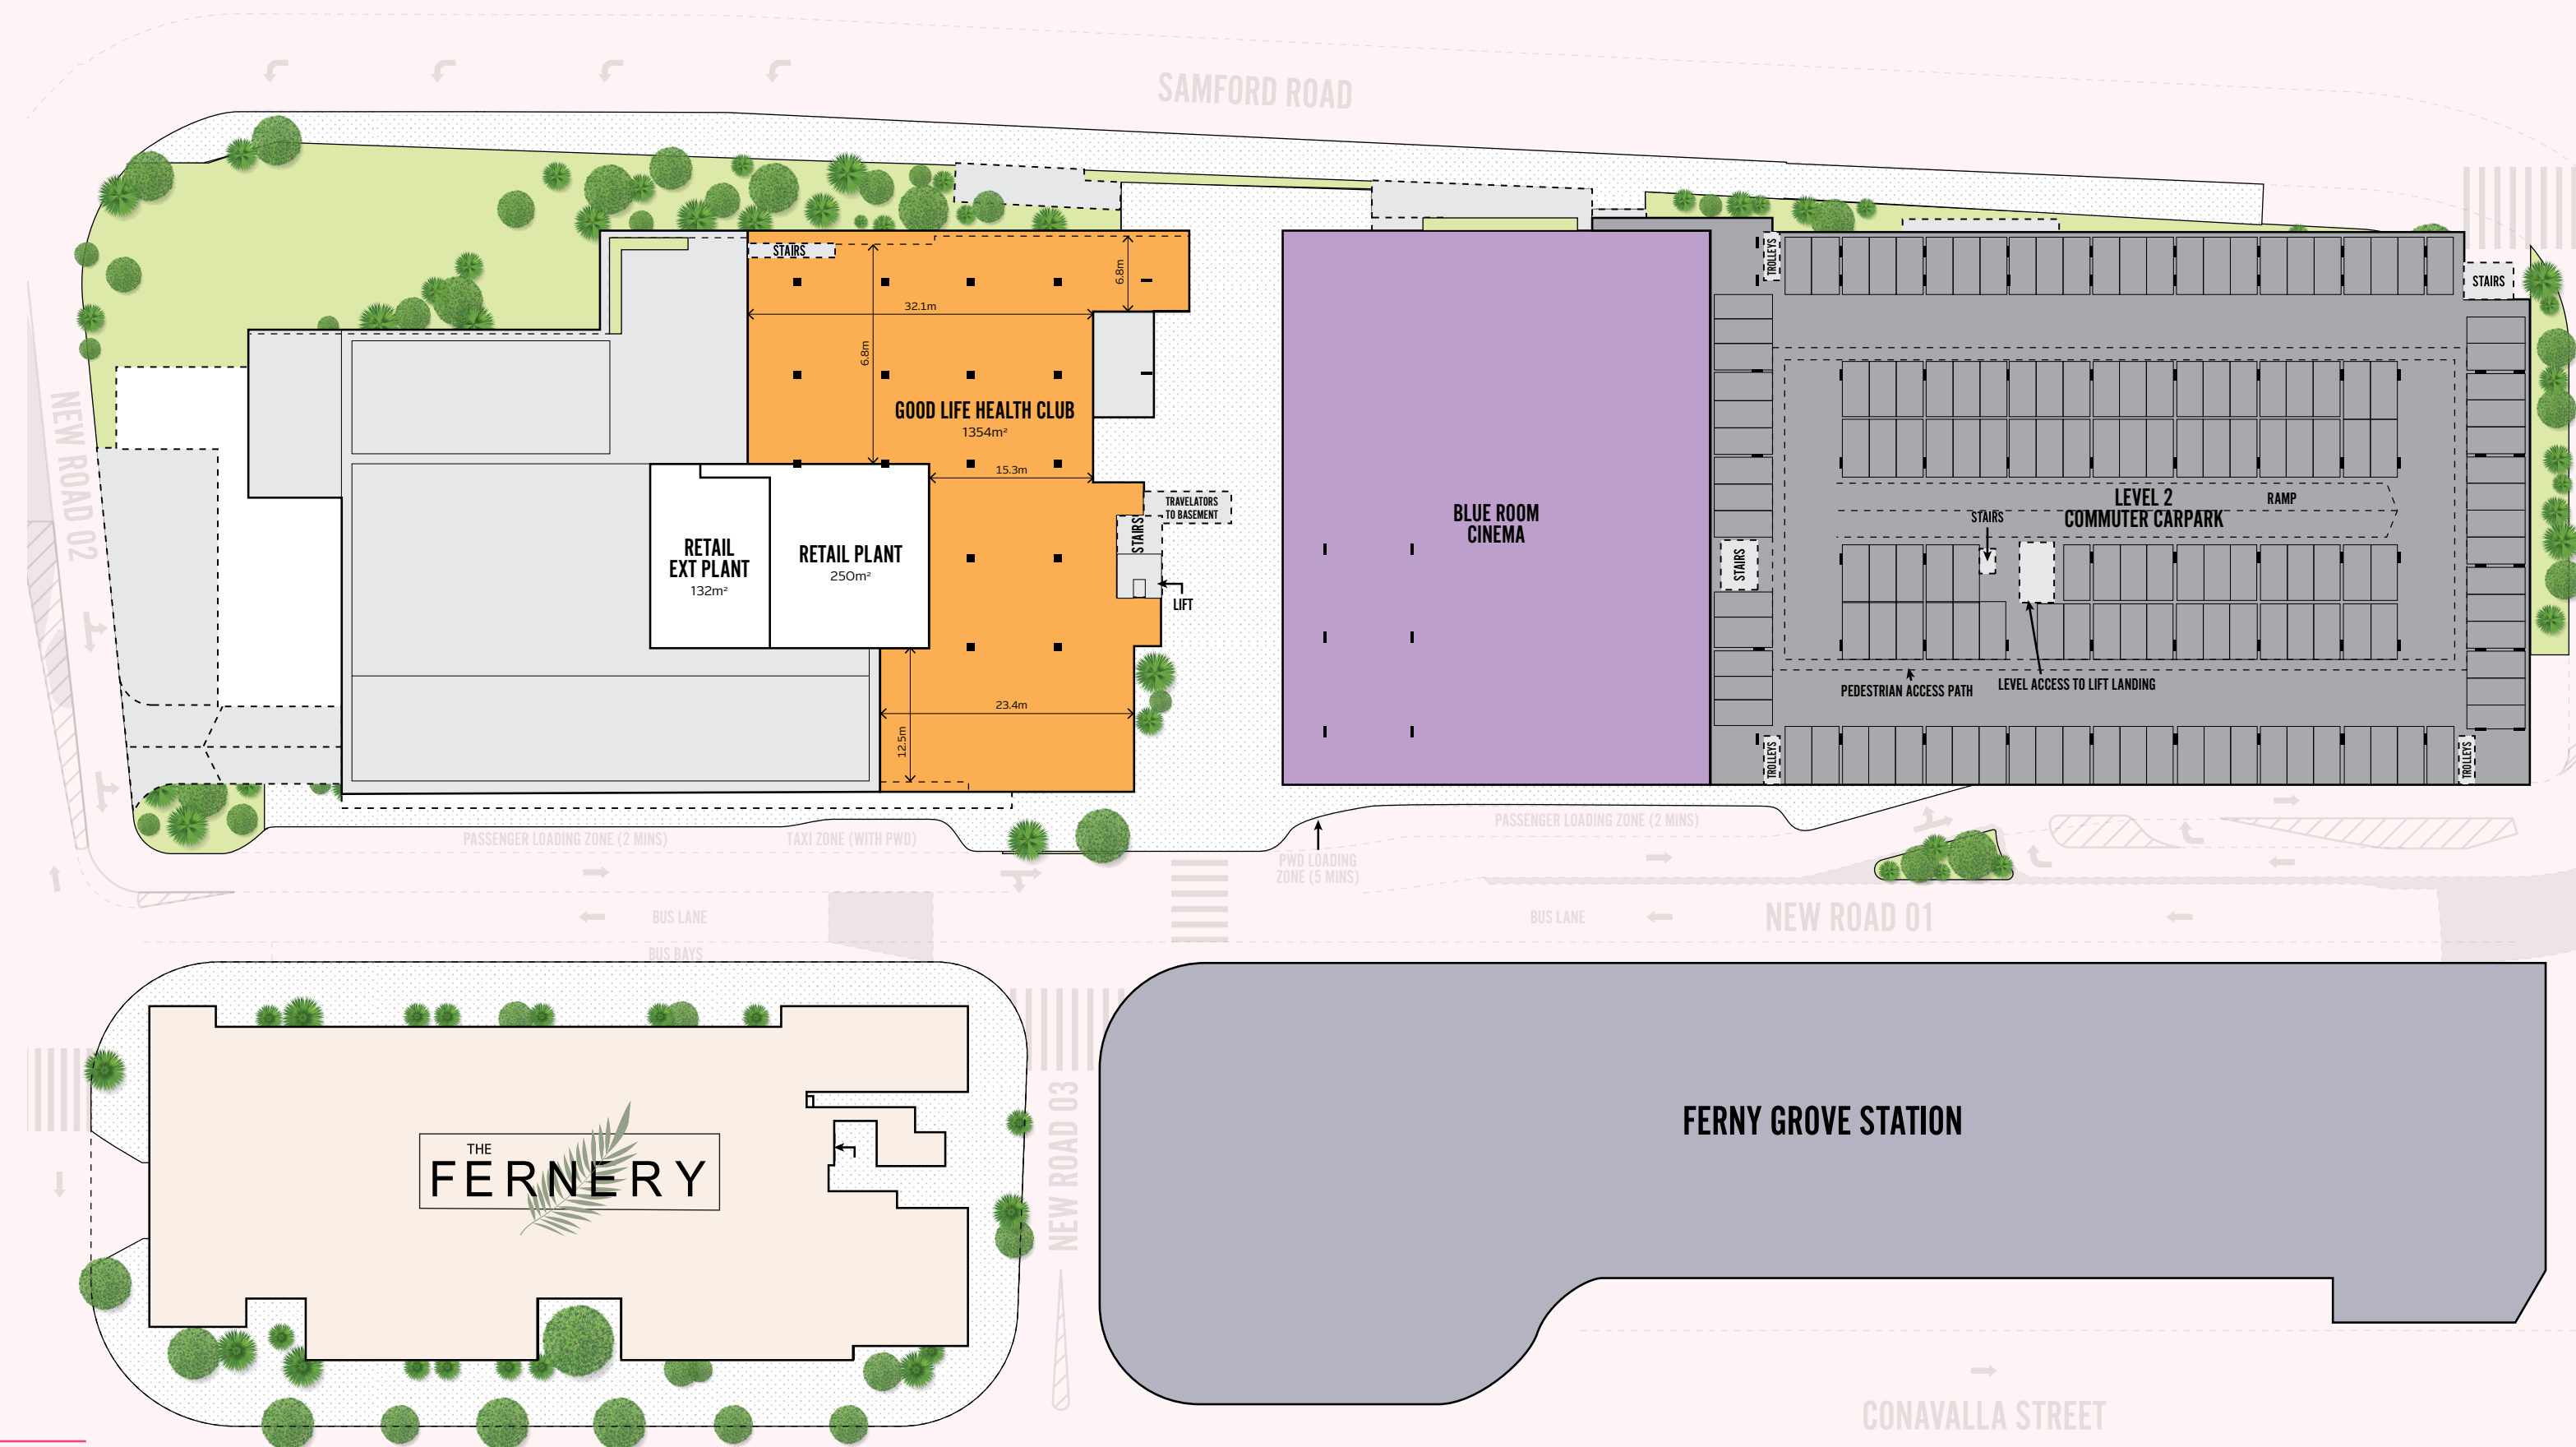 SAMFORD ROAD
STAIRS
6.8m
32.1m
6.8m
GOOD LIFE HEALTH CLUB
1354m²
15.3m
TRAVELATORS
TO BASEMENT
STAIRS
LIFT
RETAIL
EXT PLANT
132m²
RETAIL PLANT
250m²
23.4m
12.5m
NEW ROAD 02
BLUE ROOM
CINEMA
TROLLEYS
STAIRS
STAIRS
LEVEL 2
COMMUTER CARPARK
RAMP
STAIRS
PEDESTRIAN ACCESS PATH
LEVEL ACCESS TO LIFT LANDING
TROLLEYS
TROLLEYS
PASSENGER LOADING ZONE (2 MINS)
TAXI ZONE (WITH PWD)
PWD LOADING
ZONE (5 MINS)
PASSENGER LOADING ZONE (2 MINS)
BUS LANE
BUS BAYS
BUS LANE
NEW ROAD 01
THE
FERNERY
NEW ROAD 03
FERNY GROVE STATION
CONAVALLA STREET